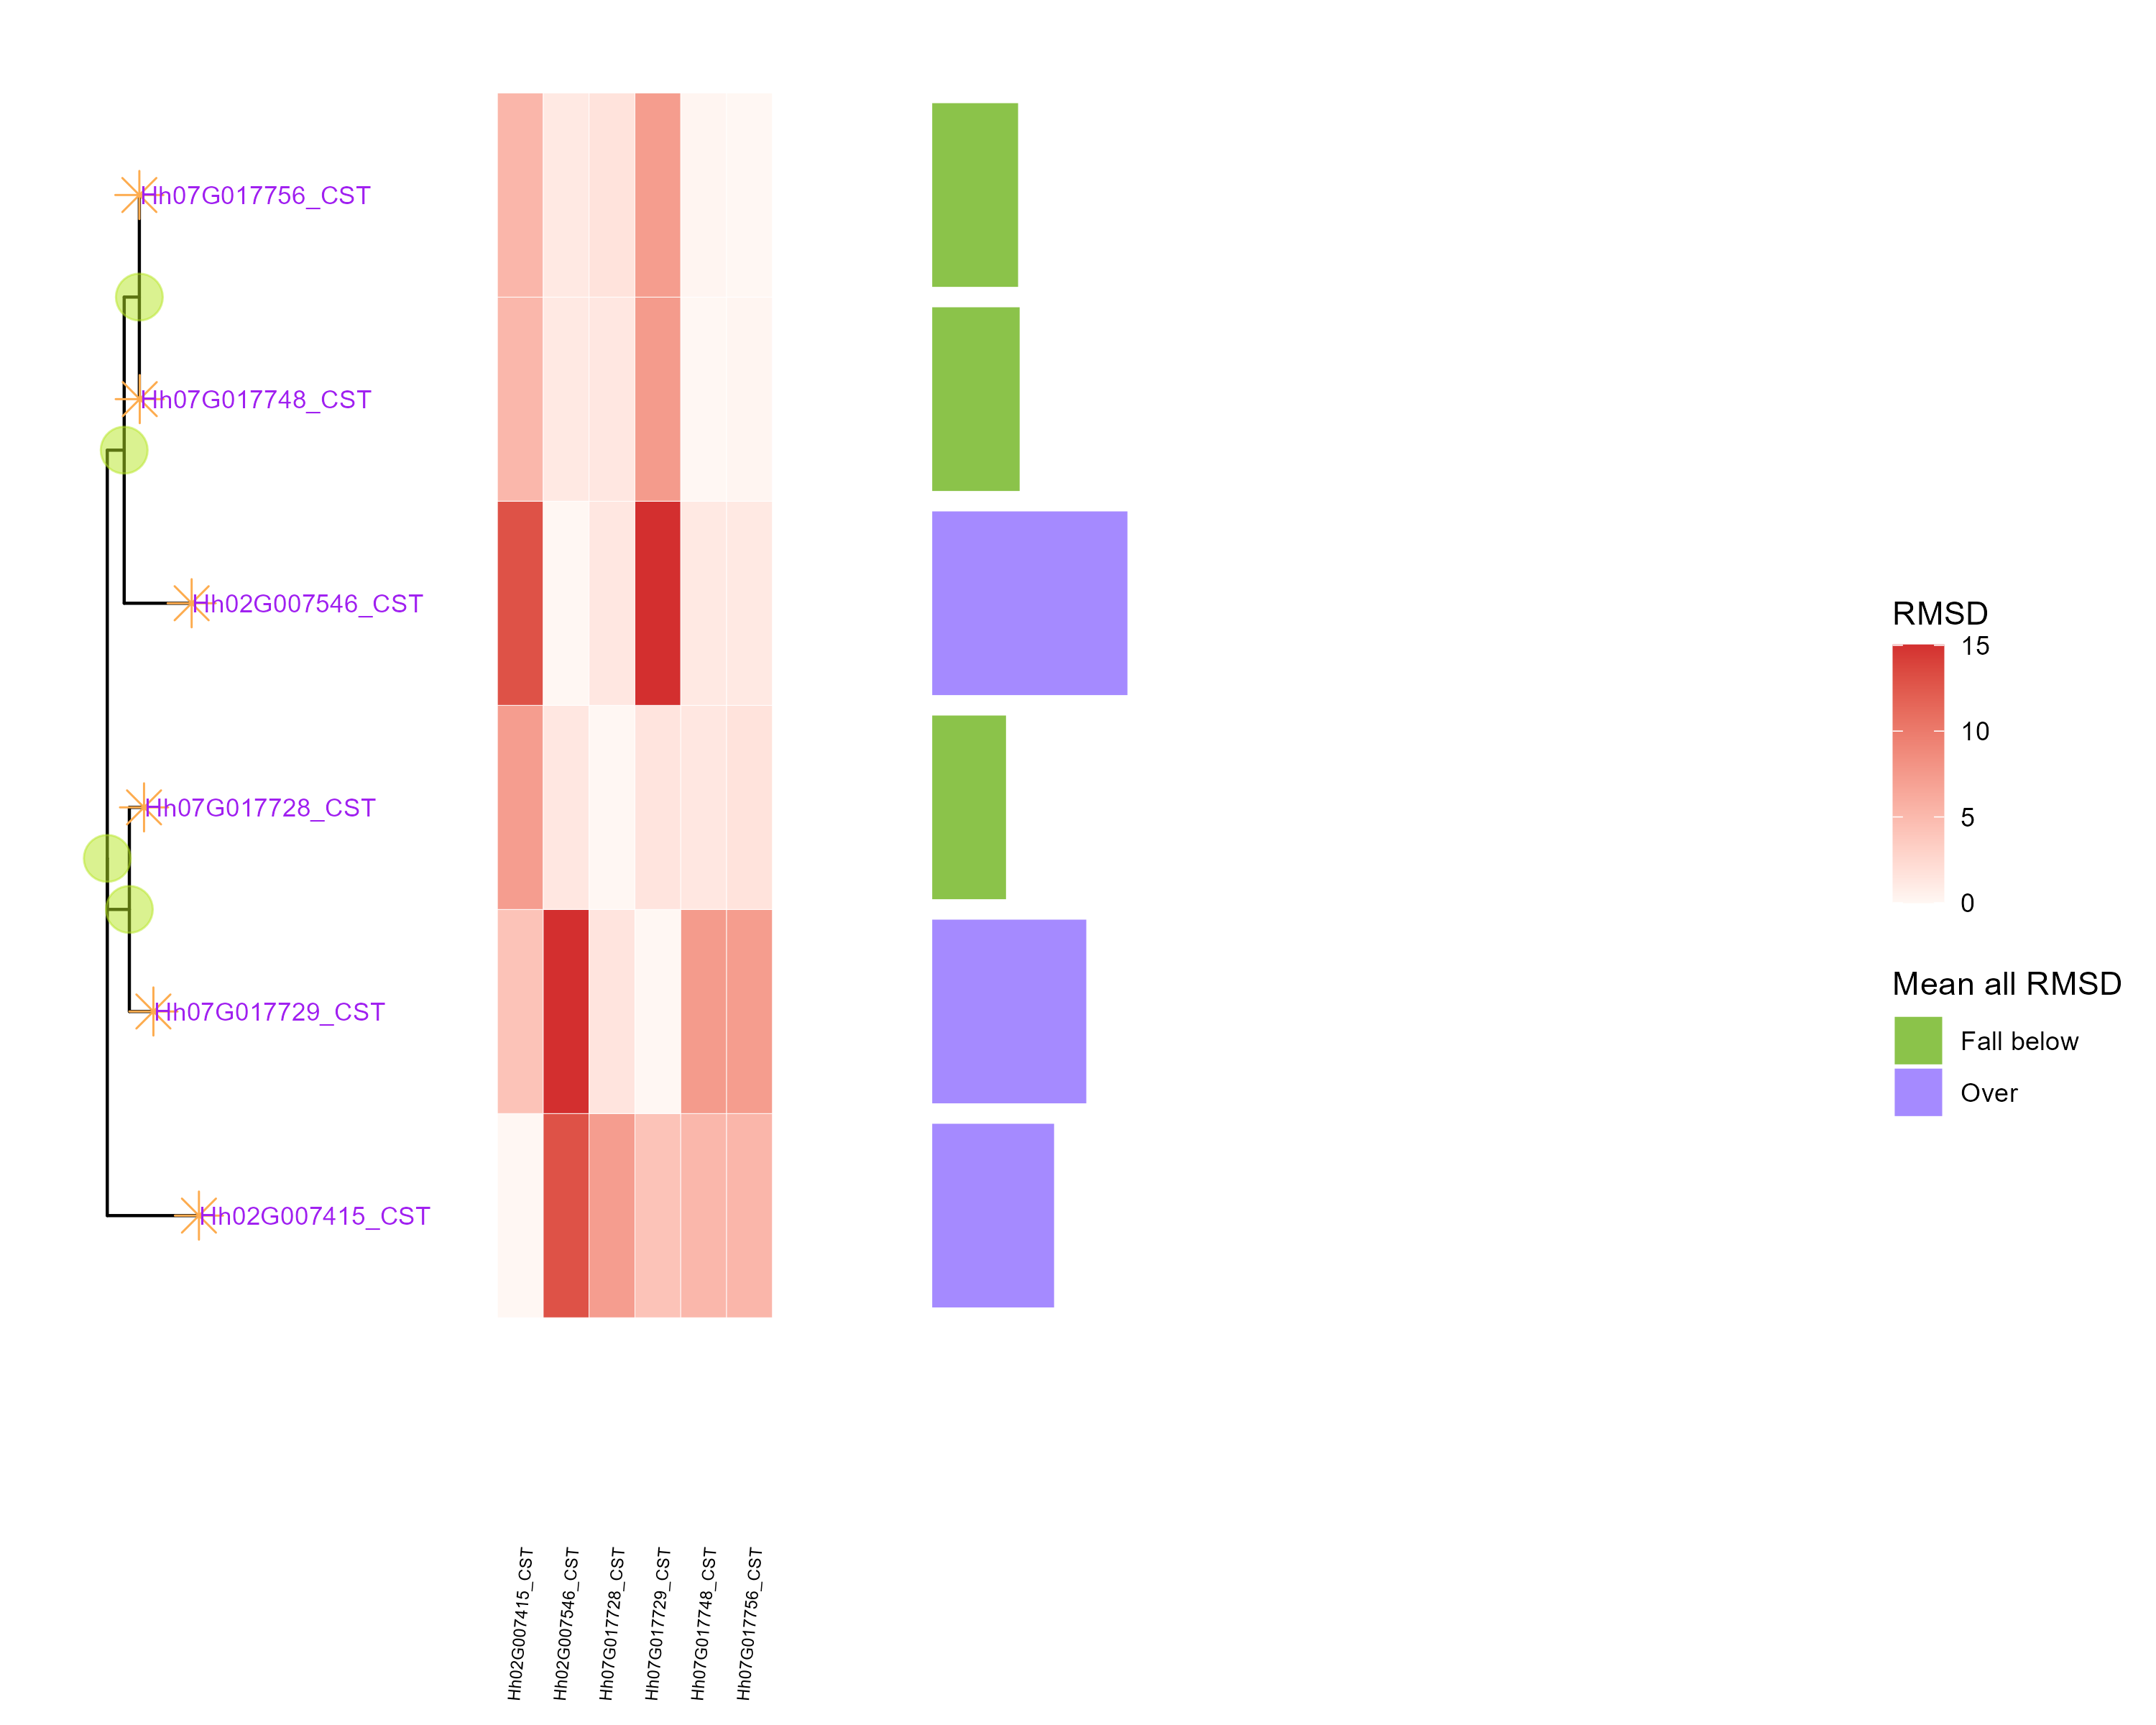 Hh07G017756_CST
Hh07G017748_CST
Hh02G007546_CST
Hh07G017728_CST
Hh07G017729_CST
Hh02G007415_CST
RMSD
15
10
5
0
Mean all RMSD
Fall below
Over
Hh02G007415_CST
Hh02G007546_CST
Hh07G017728_CST
Hh07G017729_CST
Hh07G017748_CST
Hh07G017756_CST